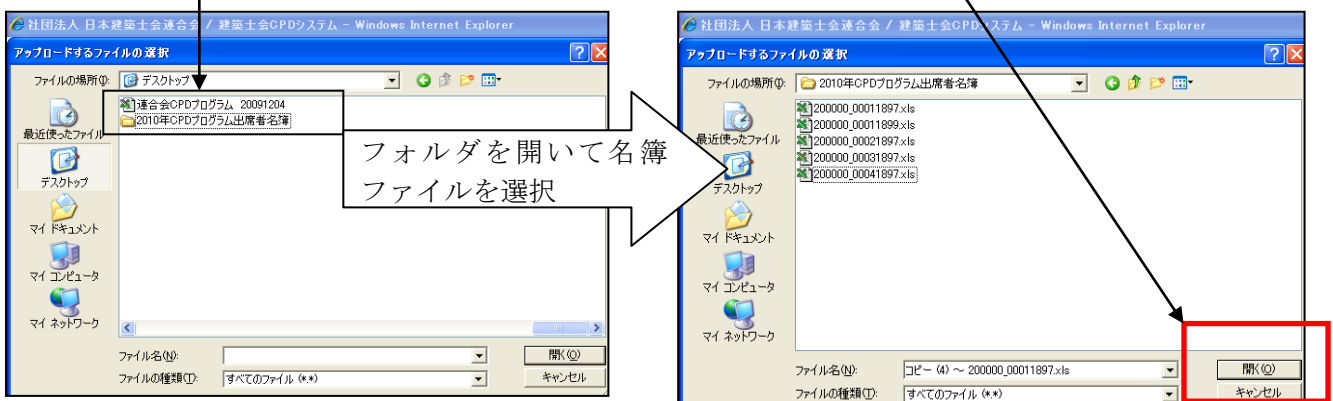 社団法人 日本建築士会連合会 / 建築士会CPDシステム - Windows Internet Explorer
アップロードするファイルの選択
ファイルの場所(I):
デスクトップ
連合会CPDプログラム 20091204
2010年CPDプログラム出席者名簿
最近使ったファイル
デスクトップ
マイ ドキュメント
マイ コンピュータ
マイ ネットワーク
ファイル名(N):
開く(O)
ファイルの種類(T):
すべてのファイル (*.*)
キャンセル
フォルダを開いて名簿
ファイルを選択
社団法人 日本建築士会連合会 / 建築士会CPDシステム - Windows Internet Explorer
アップロードするファイルの選択
ファイルの場所(I):
2010年CPDプログラム出席者名簿
200000_00011897.xls
200000_00011899.xls
200000_00021897.xls
200000_00031897.xls
200000_00041897.xls
最近使ったファイル
デスクトップ
マイ ドキュメント
マイ コンピュータ
マイ ネットワーク
ファイル名(N):
コピー (4) ～ 200000_00011897.xls
開く(O)
ファイルの種類(T):
すべてのファイル (*.*)
キャンセル